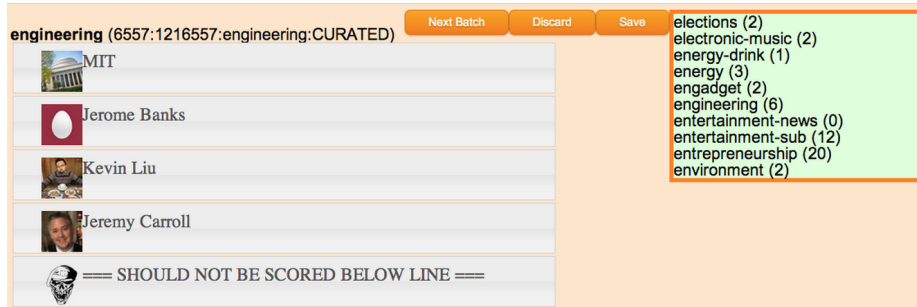 engineering (6557:1216557:engineering:CURATED)
Next Batch
Discard
Save
MIT
Jerome Banks
Kevin Liu
Jeremy Carroll
=== SHOULD NOT BE SCORED BELOW LINE ===
elections (2)
electronic-music (2)
energy-drink (1)
energy (3)
engadget (2)
engineering (6)
entertainment-news (0)
entertainment-sub (12)
entrepreneurship (20)
environment (2)